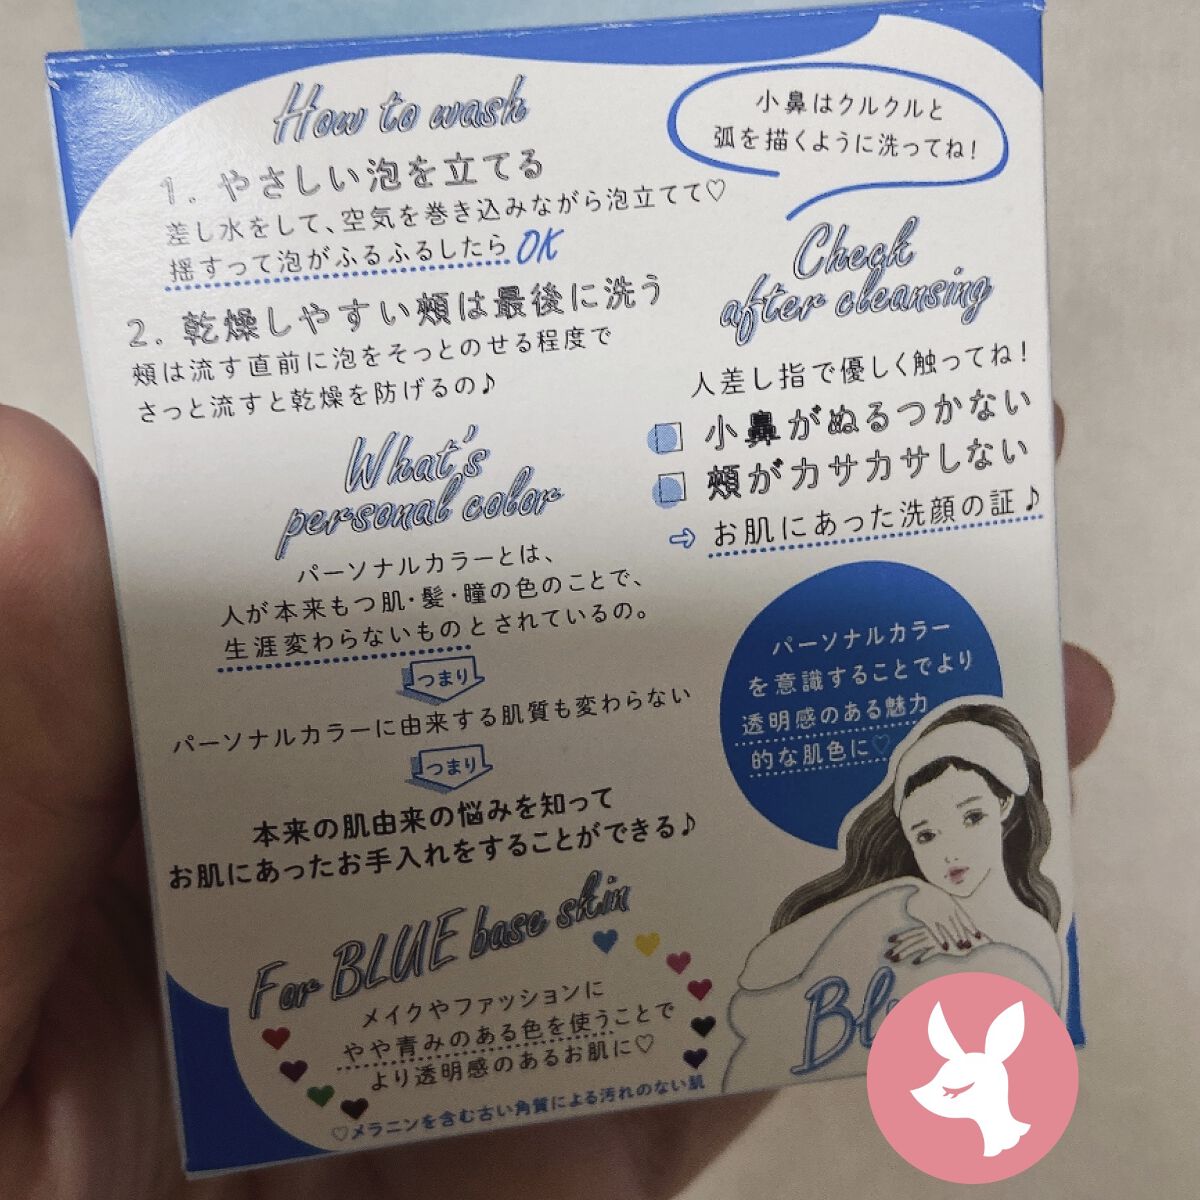 How to wash
1. やさしい泡を立てる
差し水をして、空気を巻き込みながら泡立てて♡
揺すって泡がふるふるしたらOK
2. 乾燥しやすい頰は最後に洗う
頰は流す直前に泡をそっとのせる程度で
さっと流すと乾燥を防げるの♪
小鼻はクルクルと
弧を描くように洗ってね!
Check
after cleansing
人差し指で優しく触ってね!
小鼻がぬるつかない
頰がカサカサしない
⇨ お肌にあった洗顔の証♪
What's
personal color
パーソナルカラーとは、
人が本来もつ肌・髪・瞳の色のことで、
生涯変わらないものとされているの。
つまり
パーソナルカラーに由来する肌質も変わらない
つまり
本来の肌由来の悩みを知って
お肌にあったお手入れをすることができる♪
パーソナルカラー
を意識することでより
透明感のある魅力
的な肌色に♡
For BLUE base skin
メイクやファッションに
やや青みのある色を使うことで
より透明感のあるお肌に♡
♡メラニンを含む古い角質による汚れのない肌